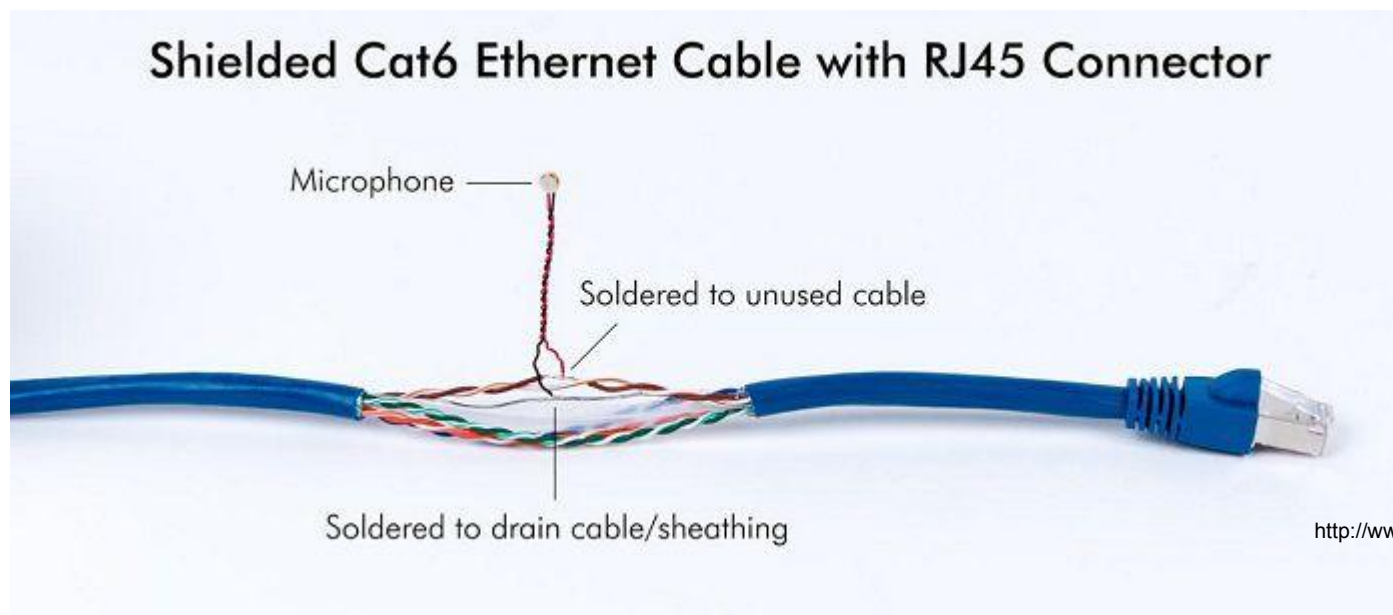 Shielded Cat6 Ethernet Cable with RJ45 Connector
Microphone
Soldered to unused cable
Soldered to drain cable/sheathing
http://ww